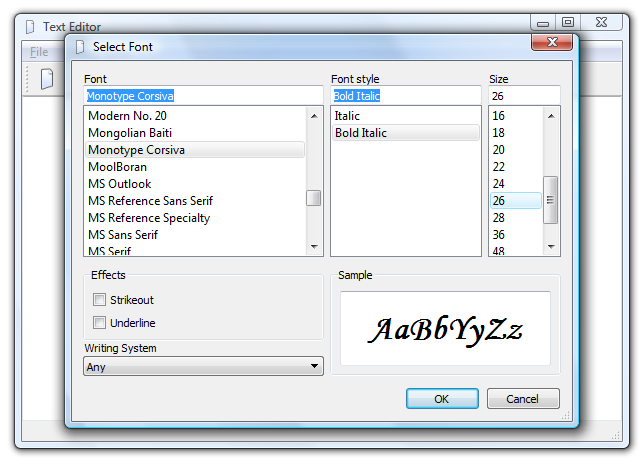 Text Editor
File
Select Font
Font
Font style
Size
Monotype Corsiva
Bold Italic
26
Modern No. 20
Mongolian Baiti
Monotype Corsiva
MoolBoran
MS Outlook
MS Reference Sans Serif
MS Reference Specialty
MS Sans Serif
MS Serif
Italic
Bold Italic
16
18
20
22
24
26
28
36
48
Effects
Strikeout
Underline
Sample
AaBbYyZz
Writing System
Any
OK
Cancel